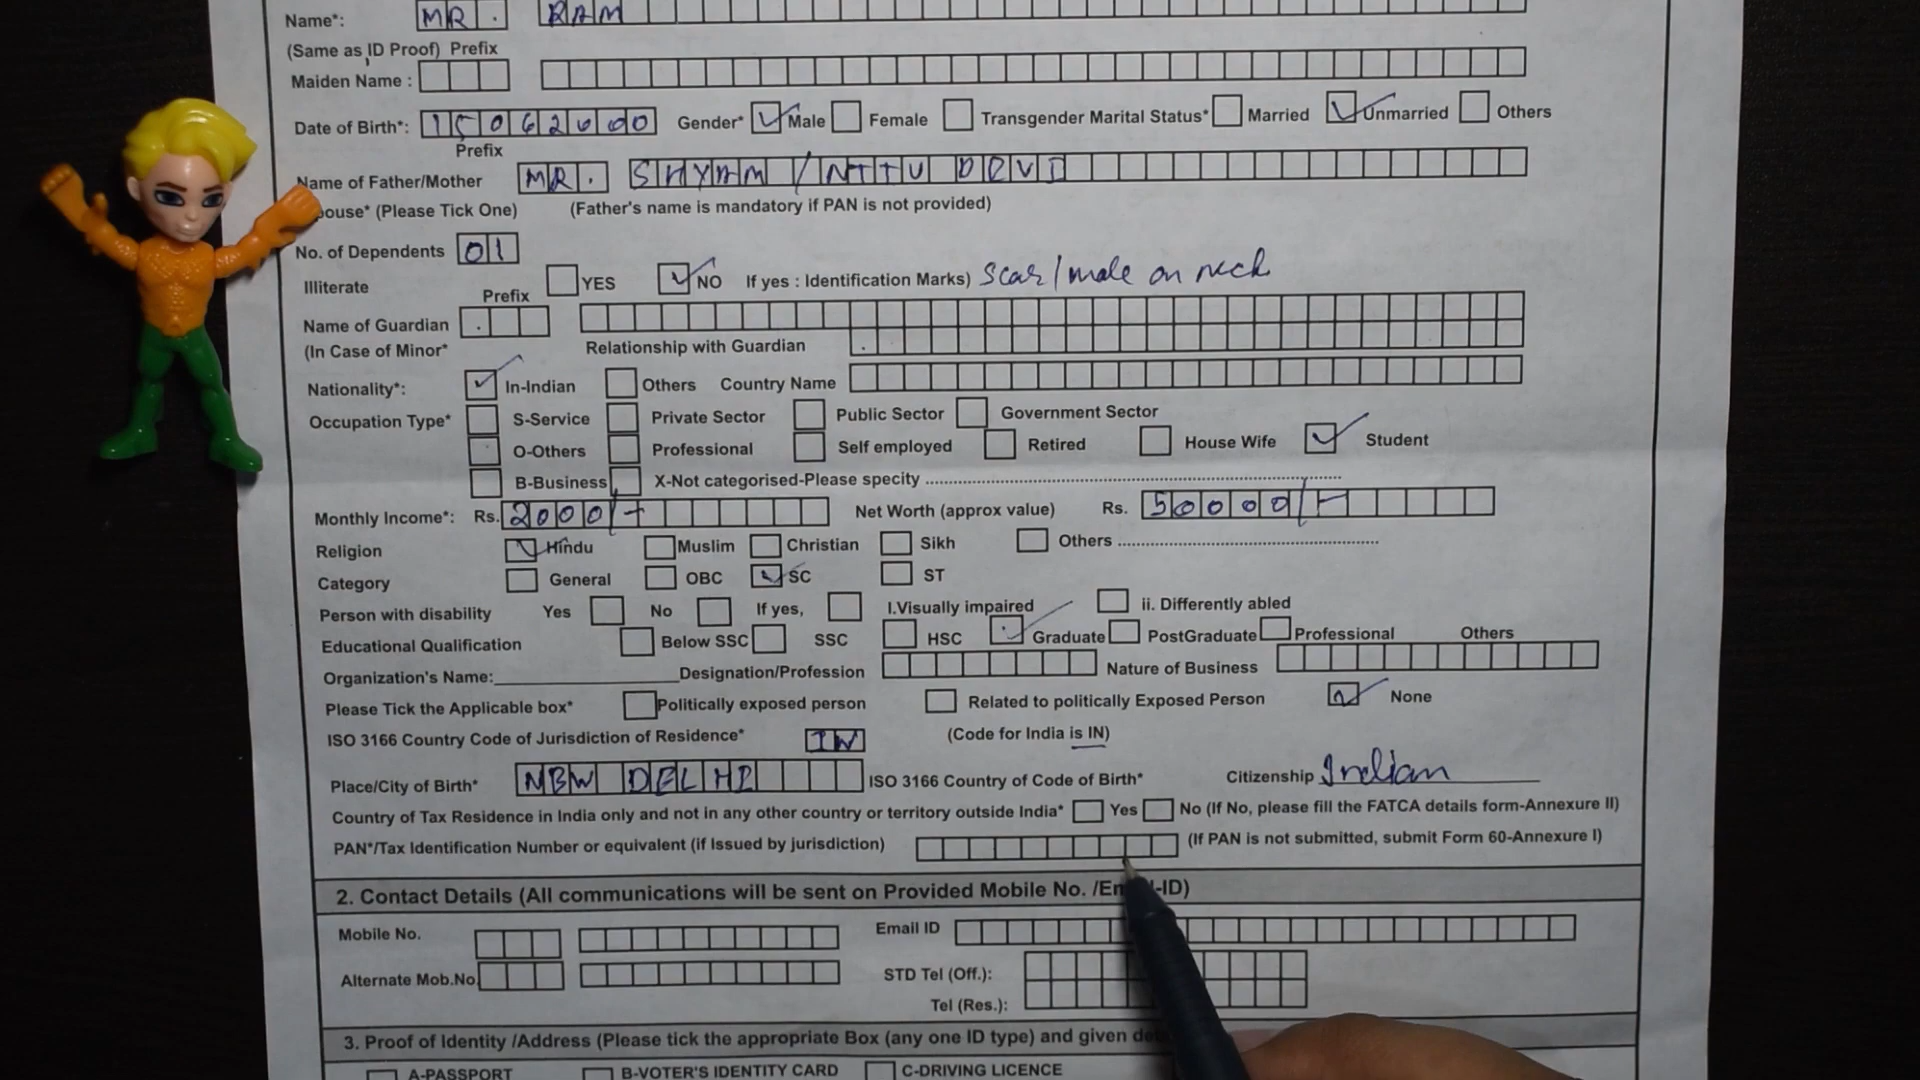 Name*: MR. RAM
(Same as ID Proof) Prefix
Maiden Name :
Date of Birth*: 15062000 Gender* Male Female Transgender Marital Status* Married Unmarried Others
Prefix
Name of Father/Mother MR. SHYAM / NITU DEVI
pouse* (Please Tick One) (Father's name is mandatory if PAN is not provided)
No. of Dependents 01
Illiterate YES NO If yes : Identification Marks) Scar/mole on neck
Prefix
Name of Guardian
(In Case of Minor* Relationship with Guardian
Nationality*: In-Indian Others Country Name
Occupation Type* S-Service Private Sector Public Sector Government Sector
O-Others Professional Self employed Retired House Wife Student
B-Business X-Not categorised-Please specity
Monthly Income*: Rs. 2000/- Net Worth (approx value) Rs. 50000/-
Religion Hindu Muslim Christian Sikh Others
Category General OBC SC ST
Person with disability Yes No If yes, I.Visually impaired ii. Differently abled
Educational Qualification Below SSC SSC HSC Graduate PostGraduate Professional Others
Organization's Name: Designation/Profession Nature of Business
Please Tick the Applicable box* Politically exposed person Related to politically Exposed Person None
ISO 3166 Country Code of Jurisdiction of Residence* IN (Code for India is IN)
Place/City of Birth* NEW DELHI ISO 3166 Country of Code of Birth* Citizenship Indian
Country of Tax Residence in India only and not in any other country or territory outside India* Yes No (If No, please fill the FATCA details form-Annexure II)
PAN*/Tax Identification Number or equivalent (if Issued by jurisdiction) (If PAN is not submitted, submit Form 60-Annexure I)
2. Contact Details (All communications will be sent on Provided Mobile No. /Em -ID)
Mobile No. Email ID
Alternate Mob.No. STD Tel (Off.):
Tel (Res.):
3. Proof of Identity /Address (Please tick the appropriate Box (any one ID type) and given
A-PASSPORT B-VOTER'S IDENTITY CARD C-DRIVING LICENCE